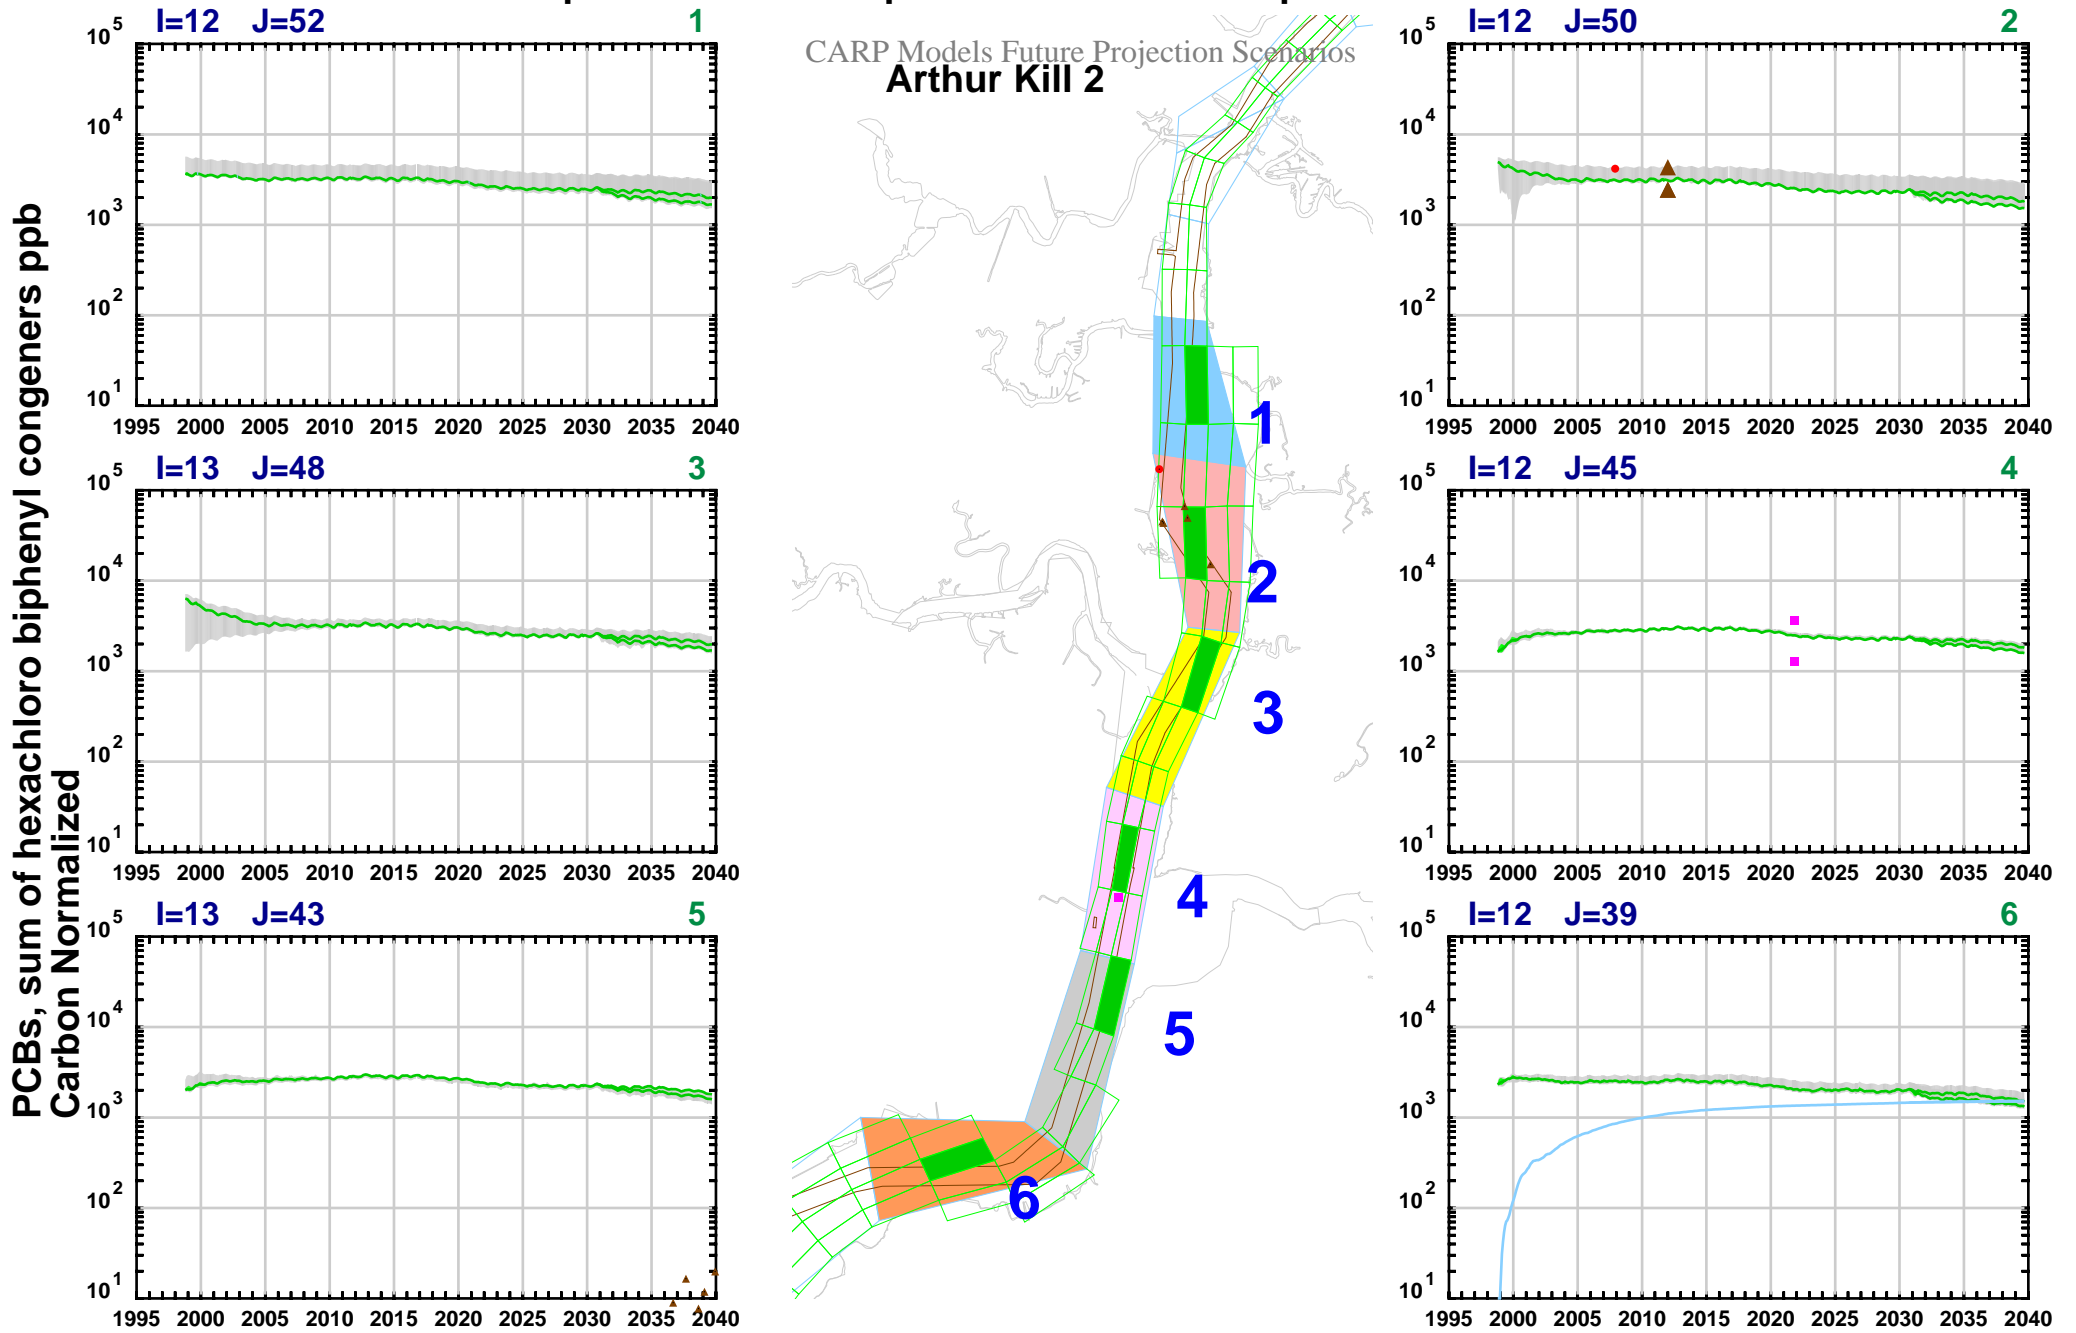 CARP Models Future Projection Scenarios
Arthur Kill 2
PCBs, sum of hexachloro biphenyl congeners ppb
Carbon Normalized
I=12 J=52 1
10^5
10^4
10^3
10^2
10^1
1995 2000 2005 2010 2015 2020 2025 2030 2035 2040
I=12 J=50 2
10^5
10^4
10^3
10^2
10^1
1995 2000 2005 2010 2015 2020 2025 2030 2035 2040
I=13 J=48 3
10^5
10^4
10^3
10^2
10^1
1995 2000 2005 2010 2015 2020 2025 2030 2035 2040
I=12 J=45 4
10^5
10^4
10^3
10^2
10^1
1995 2000 2005 2010 2015 2020 2025 2030 2035 2040
I=13 J=43 5
10^5
10^4
10^3
10^2
10^1
1995 2000 2005 2010 2015 2020 2025 2030 2035 2040
I=12 J=39 6
10^5
10^4
10^3
10^2
10^1
1995 2000 2005 2010 2015 2020 2025 2030 2035 2040
1
2
3
4
5
6